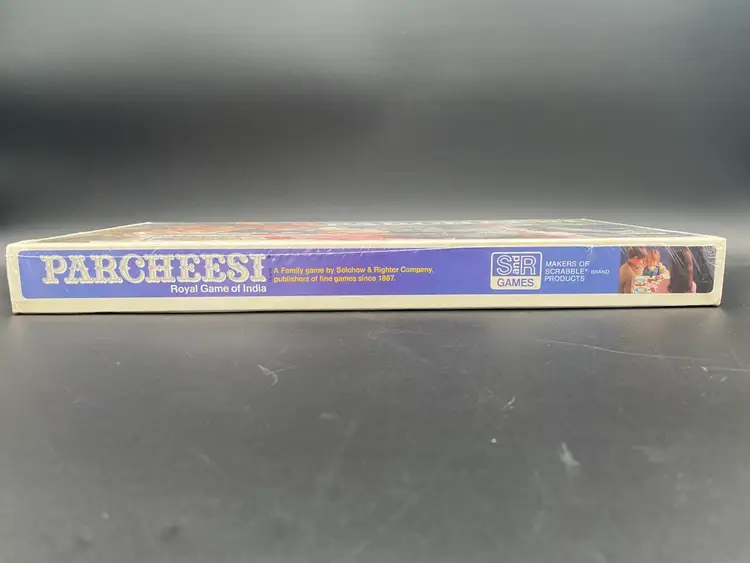 PARCHEESI
Royal Game of India
A Family game by Selchow & Righter Company,
publishers of fine games since 1867.
SandR
GAMES
MAKERS OF
SCRABBLE® BRAND
PRODUCTS